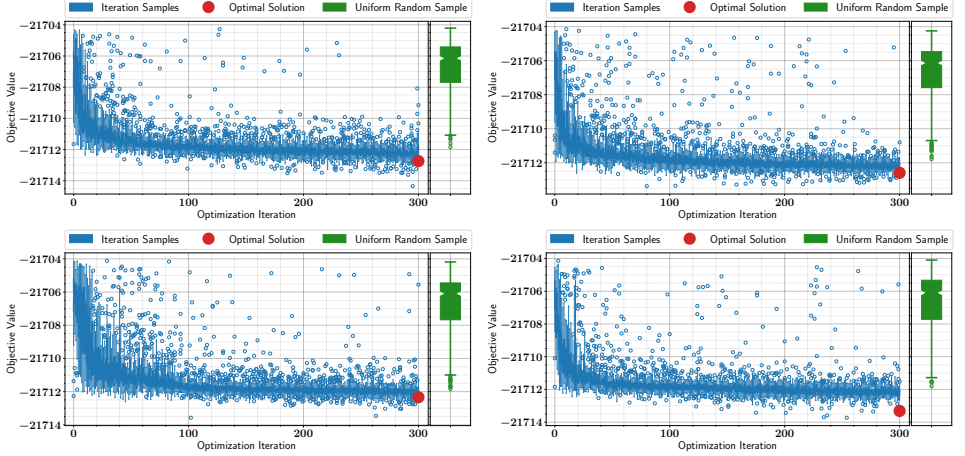 Iteration Samples Optimal Solution Uniform Random Sample
−21704
−21706
−21708
−21710
−21712
−21714
Objective Value
0 100 200 300
Optimization Iteration
Iteration Samples Optimal Solution Uniform Random Sample
−21704
−21706
−21708
−21710
−21712
Objective Value
0 100 200 300
Optimization Iteration
Iteration Samples Optimal Solution Uniform Random Sample
−21704
−21706
−21708
−21710
−21712
−21714
Objective Value
0 100 200 300
Optimization Iteration
Iteration Samples Optimal Solution Uniform Random Sample
−21704
−21706
−21708
−21710
−21712
−21714
Objective Value
0 100 200 300
Optimization Iteration